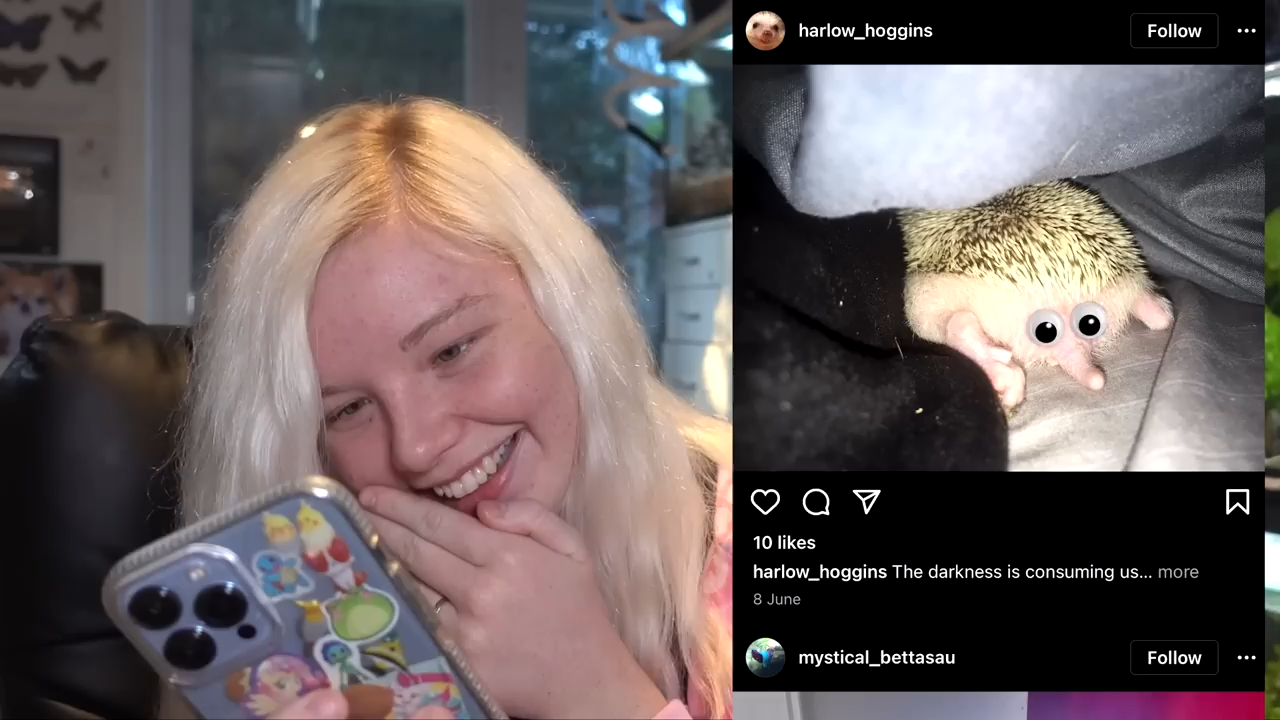 harlow_hoggins
Follow
10 likes
harlow_hoggins The darkness is consuming us... more
8 June
mystical_bettasau
Follow